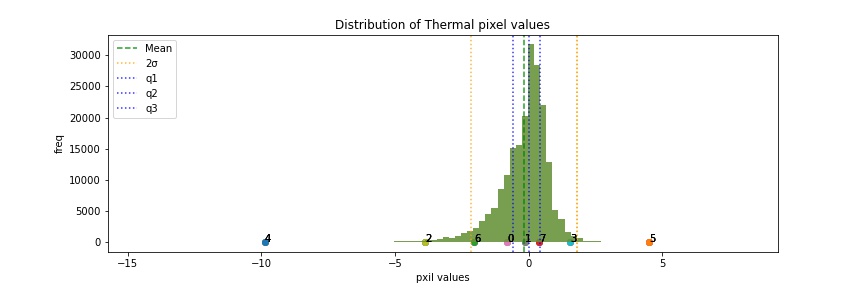 Distribution of Thermal pixel values
Mean
2σ
q1
q2
q3
freq
30000
25000
20000
15000
10000
5000
0
4 2 6 0 1 7 3 5
−15 −10 −5 0 5
pxil values